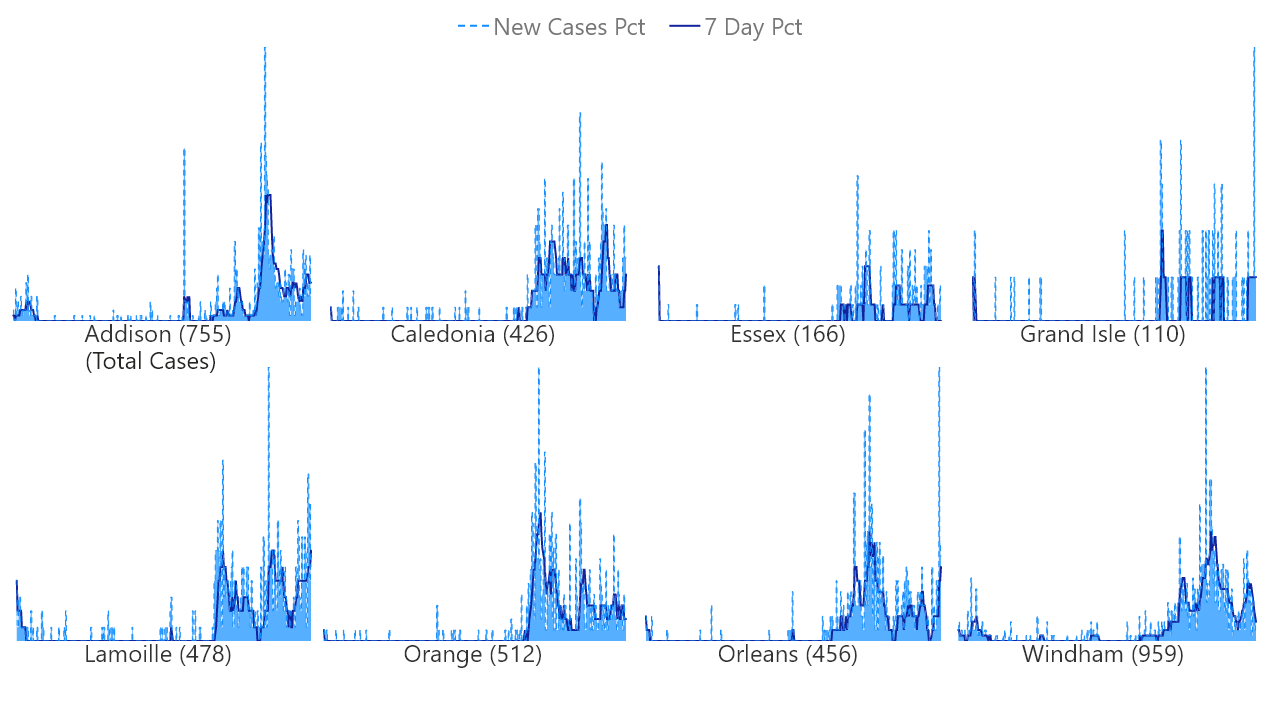 New Cases Pct 7 Day Pct
Addison (755)
(Total Cases)
Caledonia (426)
Essex (166)
Grand Isle (110)
Lamoille (478)
Orange (512)
Orleans (456)
Windham (959)